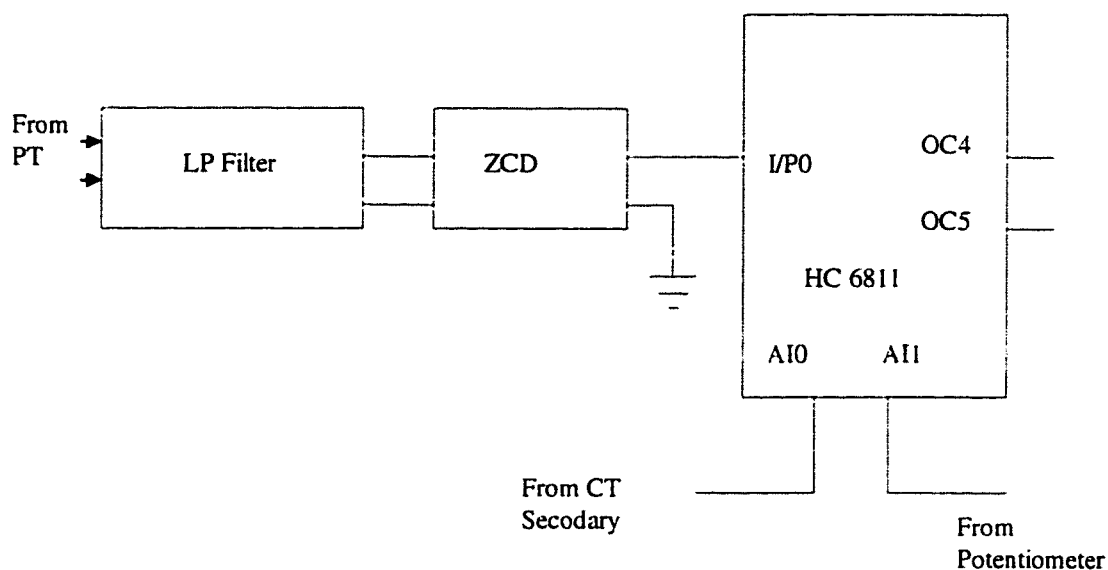 From
PT
LP Filter
ZCD
I/P0
OC4
OC5
HC 6811
AI0
AI1
From CT
Secodary
From
Potentiometer